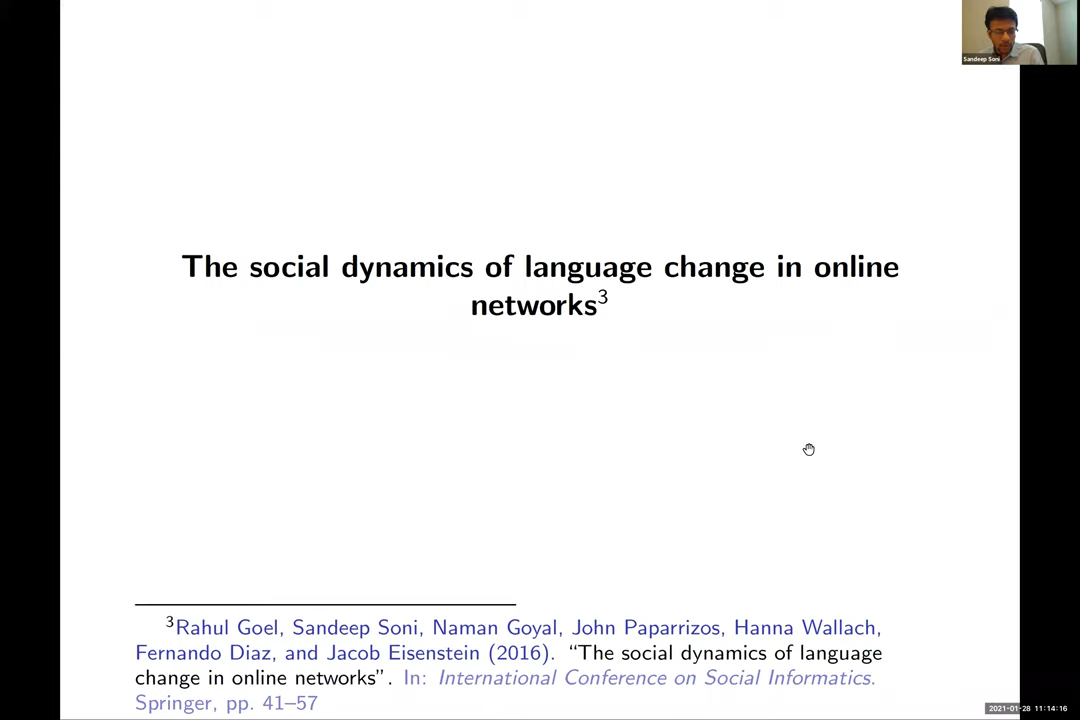 Sandeep Soni
The social dynamics of language change in online
networks3
3Rahul Goel, Sandeep Soni, Naman Goyal, John Paparrizos, Hanna Wallach,
Fernando Diaz, and Jacob Eisenstein (2016). “The social dynamics of language
change in online networks”. In: International Conference on Social Informatics.
Springer, pp. 41–57
2021-01-28 11:14:16